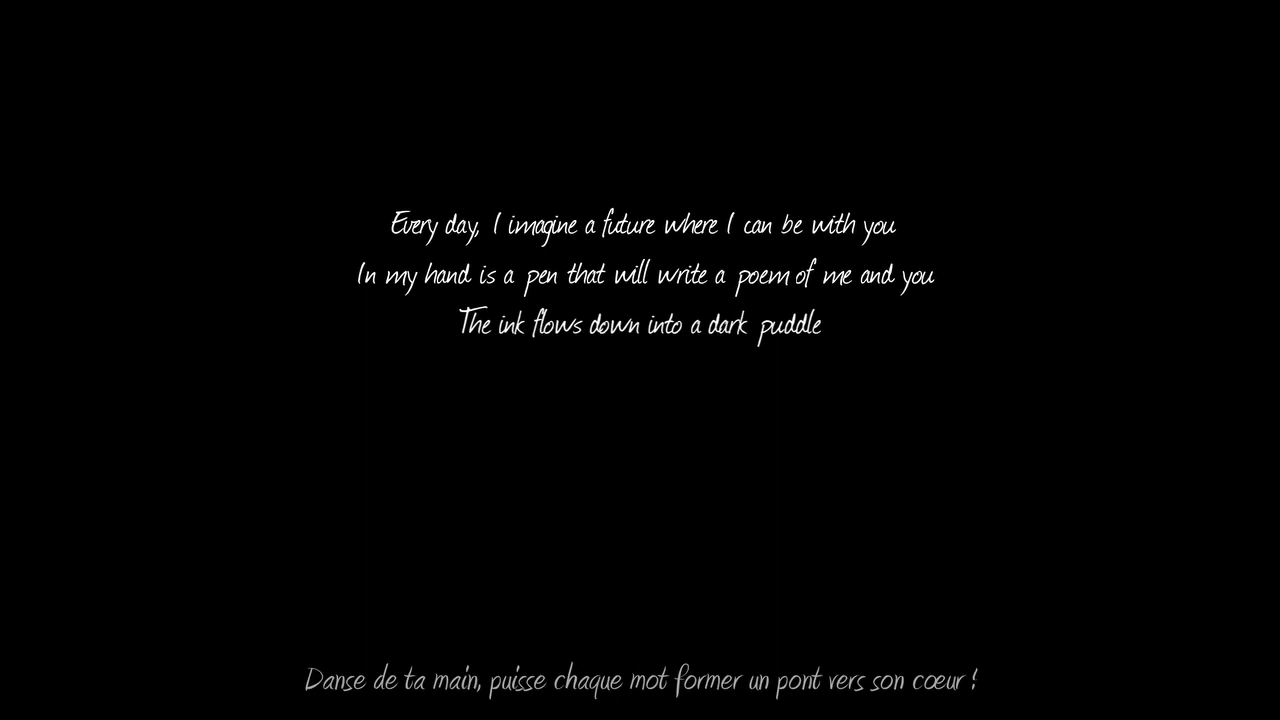 Every day, I imagine a future where I can be with you
In my hand is a pen that will write a poem of me and you
The ink flows down into a dark puddle
Danse de ta main, puisse chaque mot former un pont vers son cœur !